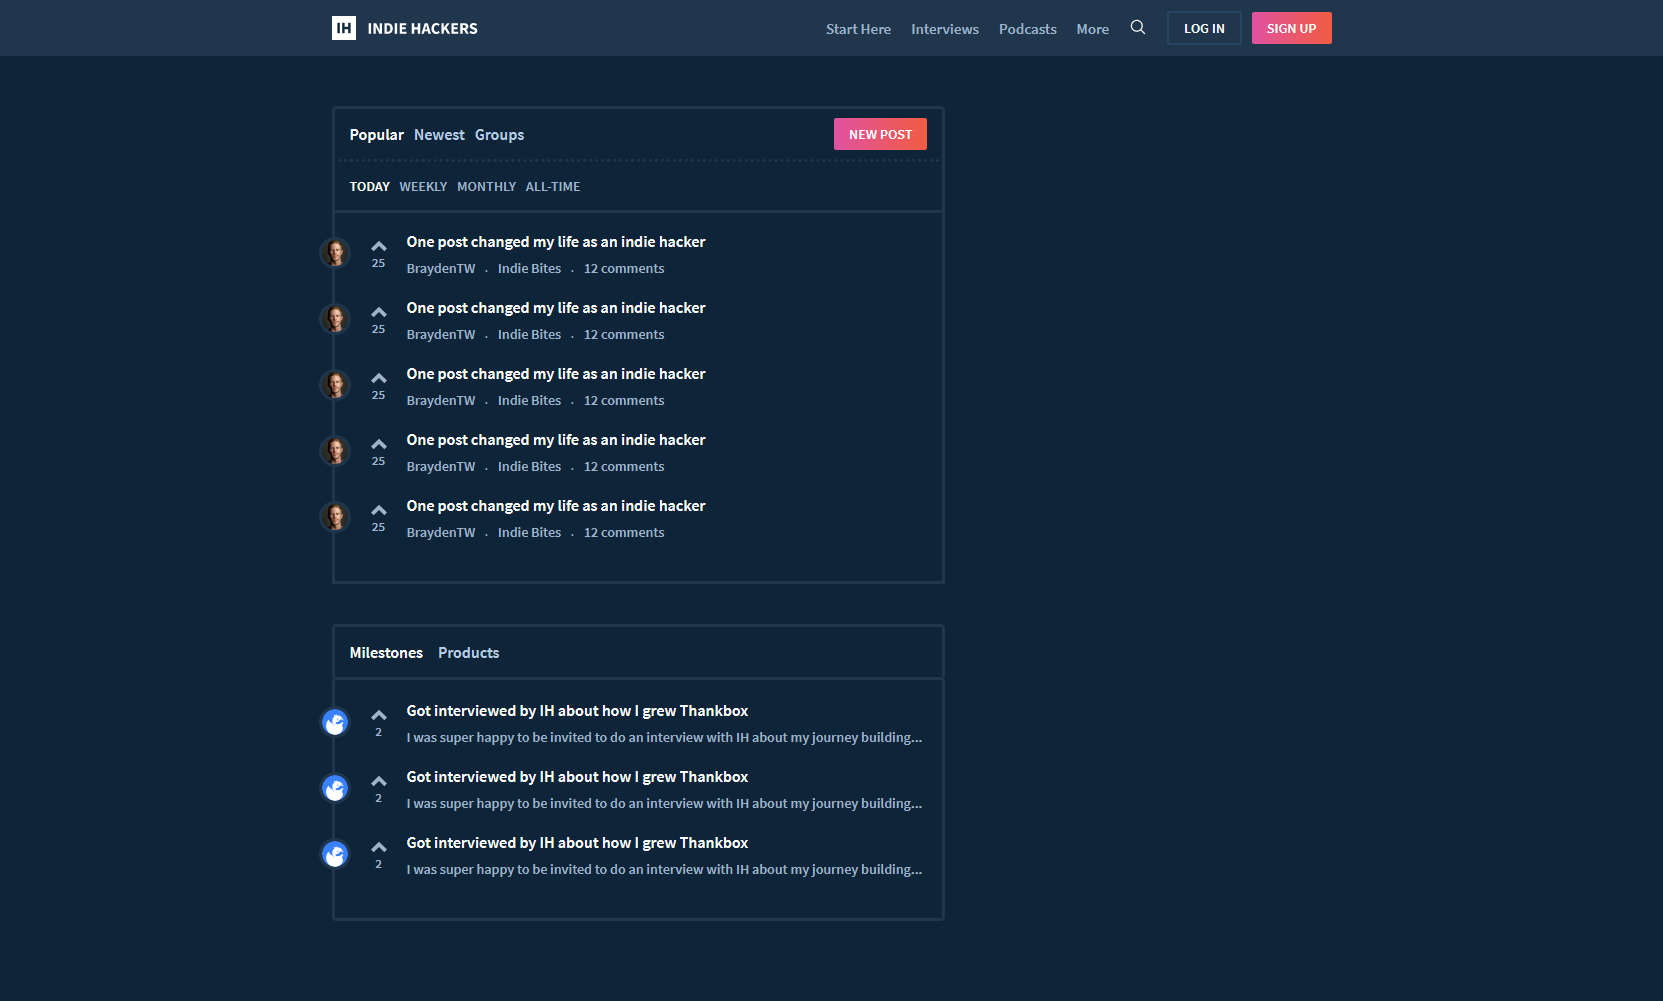 IH INDIE HACKERS Start Here Interviews Podcasts More LOG IN SIGN UP
Popular Newest Groups NEW POST
TODAY WEEKLY MONTHLY ALL-TIME
One post changed my life as an indie hacker
25
BraydenTW . Indie Bites . 12 comments
One post changed my life as an indie hacker
25
BraydenTW . Indie Bites . 12 comments
One post changed my life as an indie hacker
25
BraydenTW . Indie Bites . 12 comments
One post changed my life as an indie hacker
25
BraydenTW . Indie Bites . 12 comments
One post changed my life as an indie hacker
25
BraydenTW . Indie Bites . 12 comments
Milestones Products
Got interviewed by IH about how I grew Thankbox
2
I was super happy to be invited to do an interview with IH about my journey building...
Got interviewed by IH about how I grew Thankbox
2
I was super happy to be invited to do an interview with IH about my journey building...
Got interviewed by IH about how I grew Thankbox
2
I was super happy to be invited to do an interview with IH about my journey building...